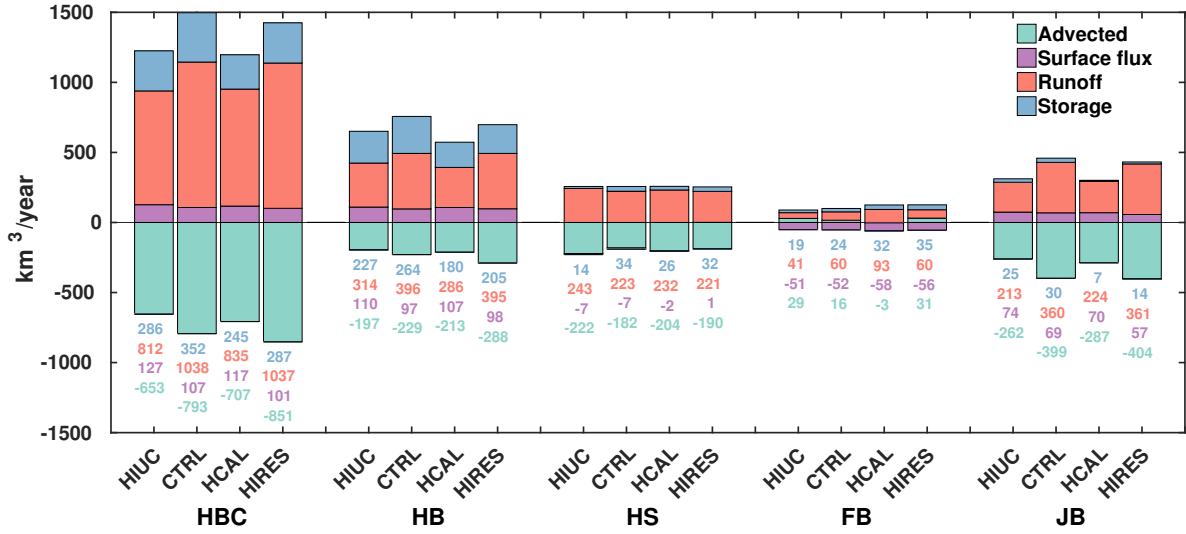 1500
1000
500
0
-500
-1000
-1500
km³/year
Advected
Surface flux
Runoff
Storage
286
812
127
-653
352
1038
107
-793
245
835
117
-707
287
1037
101
-851
227
314
110
-197
264
396
97
-229
180
286
107
-213
205
395
98
-288
14
243
-7
-222
34
223
-7
-182
26
232
-2
-204
32
221
1
-190
19
41
-51
29
24
60
-52
16
32
93
-58
-3
35
60
-56
31
25
213
74
-262
30
360
69
-399
7
224
70
-287
14
361
57
-404
HIUC
CTRL
HCAL
HIRES
HIUC
CTRL
HCAL
HIRES
HIUC
CTRL
HCAL
HIRES
HIUC
CTRL
HCAL
HIRES
HIUC
CTRL
HCAL
HIRES
HBC
HB
HS
FB
JB